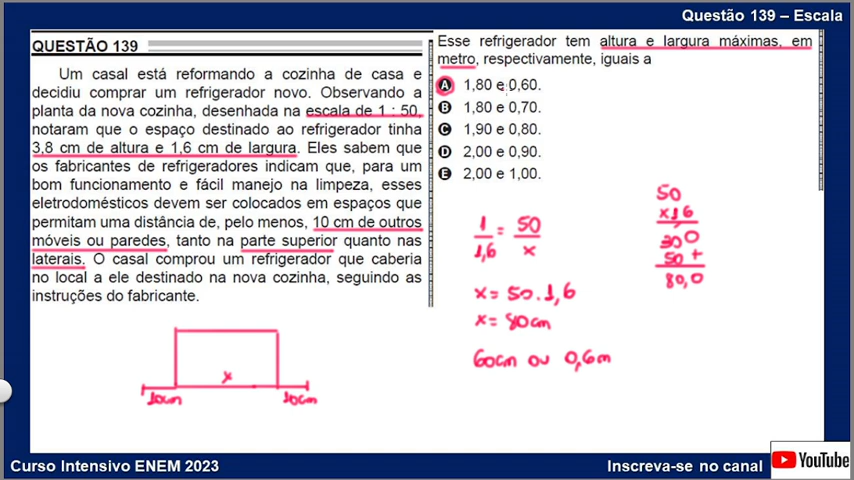 Questão 139 – Escala
QUESTÃO 139
Um casal está reformando a cozinha de casa e
decidiu comprar um refrigerador novo. Observando a
planta da nova cozinha, desenhada na escala de 1 : 50,
notaram que o espaço destinado ao refrigerador tinha
3,8 cm de altura e 1,6 cm de largura. Eles sabem que
os fabricantes de refrigeradores indicam que, para um
bom funcionamento e fácil manejo na limpeza, esses
eletrodomésticos devem ser colocados em espaços que
permitam uma distância de, pelo menos, 10 cm de outros
móveis ou paredes, tanto na parte superior quanto nas
laterais. O casal comprou um refrigerador que caberia
no local a ele destinado na nova cozinha, seguindo as
instruções do fabricante.
x
10cm 10cm
Esse refrigerador tem altura e largura máximas, em
metro, respectivamente, iguais a
A 1,80 e 0,60.
B 1,80 e 0,70.
C 1,90 e 0,80.
D 2,00 e 0,90.
E 2,00 e 1,00.
1/1,6 = 50/x
x = 50.1,6
x = 80cm
60cm ou 0,6m
50
x1,6
300
50+
80,0
Curso Intensivo ENEM 2023
Inscreva-se no canal
YouTube